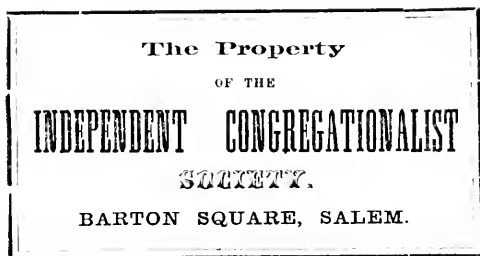 The Property
OF THE
INDEPENDENT CONGREGATIONALIST
SOCIETY,
BARTON SQUARE, SALEM.